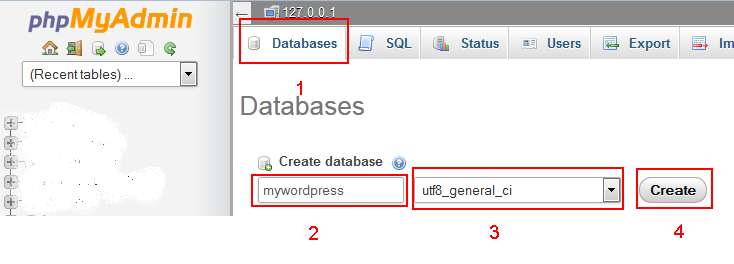 phpMyAdmin
(Recent tables) ...
← 127.0.0.1
Databases SQL Status Users Export Im
1
Databases
Create database
mywordpress utf8_general_ci Create
2 3 4